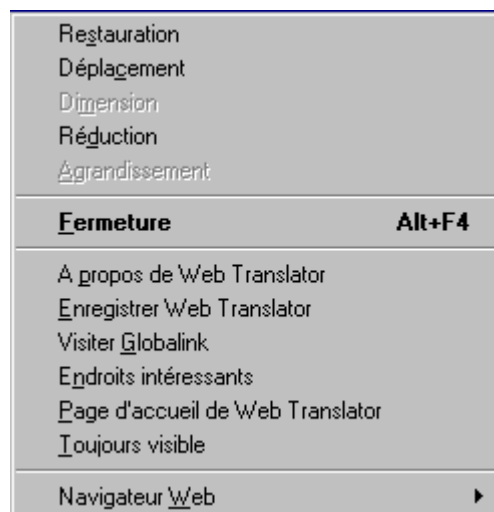 Restauration
Déplacement
Dimension
Réduction
Agrandissement
Fermeture Alt+F4
A propos de Web Translator
Enregistrer Web Translator
Visiter Globalink
Endroits intéressants
Page d'accueil de Web Translator
Toujours visible
Navigateur Web